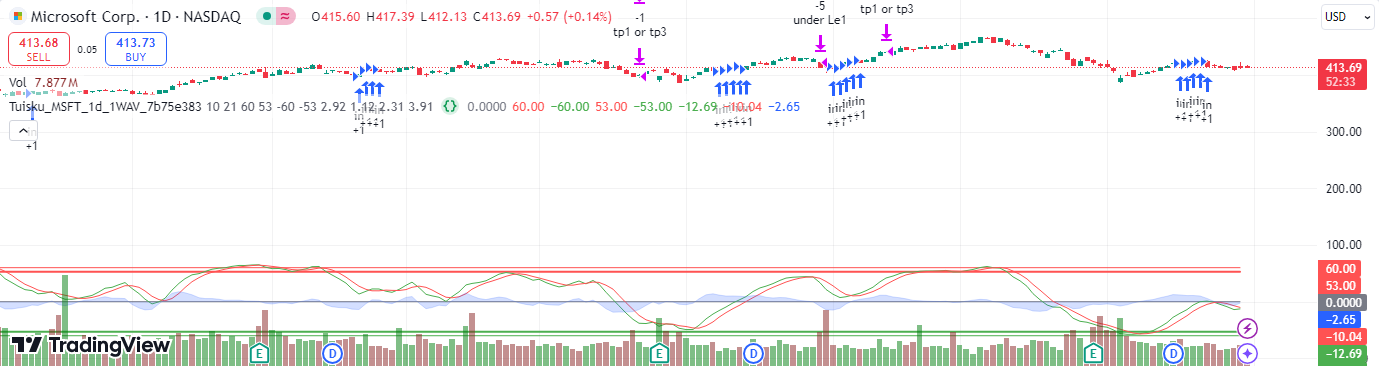 Microsoft Corp. · 1D · NASDAQ O415.60 H417.39 L412.13 C413.69 +0.57 (+0.14%)
USD
413.68 SELL
0.05
413.73 BUY
Vol 7.877M
Tuisku_MSFT_1d_1WAV_7b75e383 10 21 60 53 -60 -53 2.92 1.12 2.31 3.91 0.0000 60.00 −60.00 53.00 −53.00 −12.69 −10.04 −2.65
+1
+1
-1
tp1 or tp3
-5
under Le1
tp1 or tp3
+1
+1
+1
413.69
52:33
300.00
200.00
100.00
60.00
53.00
0.0000
−2.65
−10.04
−12.69
TradingView
E
D
E
D
E
D